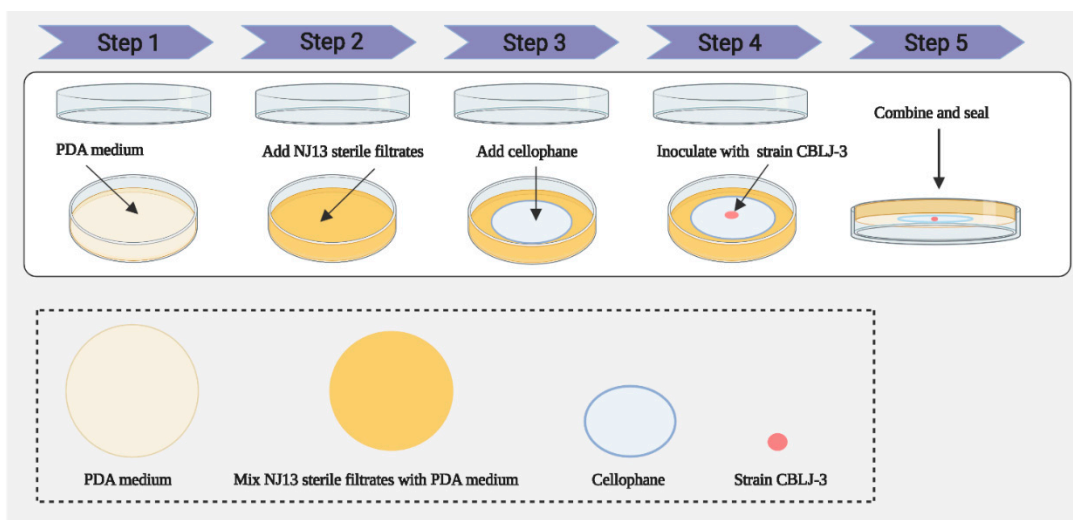 Step 1
Step 2
Step 3
Step 4
Step 5
PDA medium
Add NJ13 sterile filtrates
Add cellophane
Inoculate with strain CBLJ-3
Combine and seal
PDA medium
Mix NJ13 sterile filtrates with PDA medium
Cellophane
Strain CBLJ-3